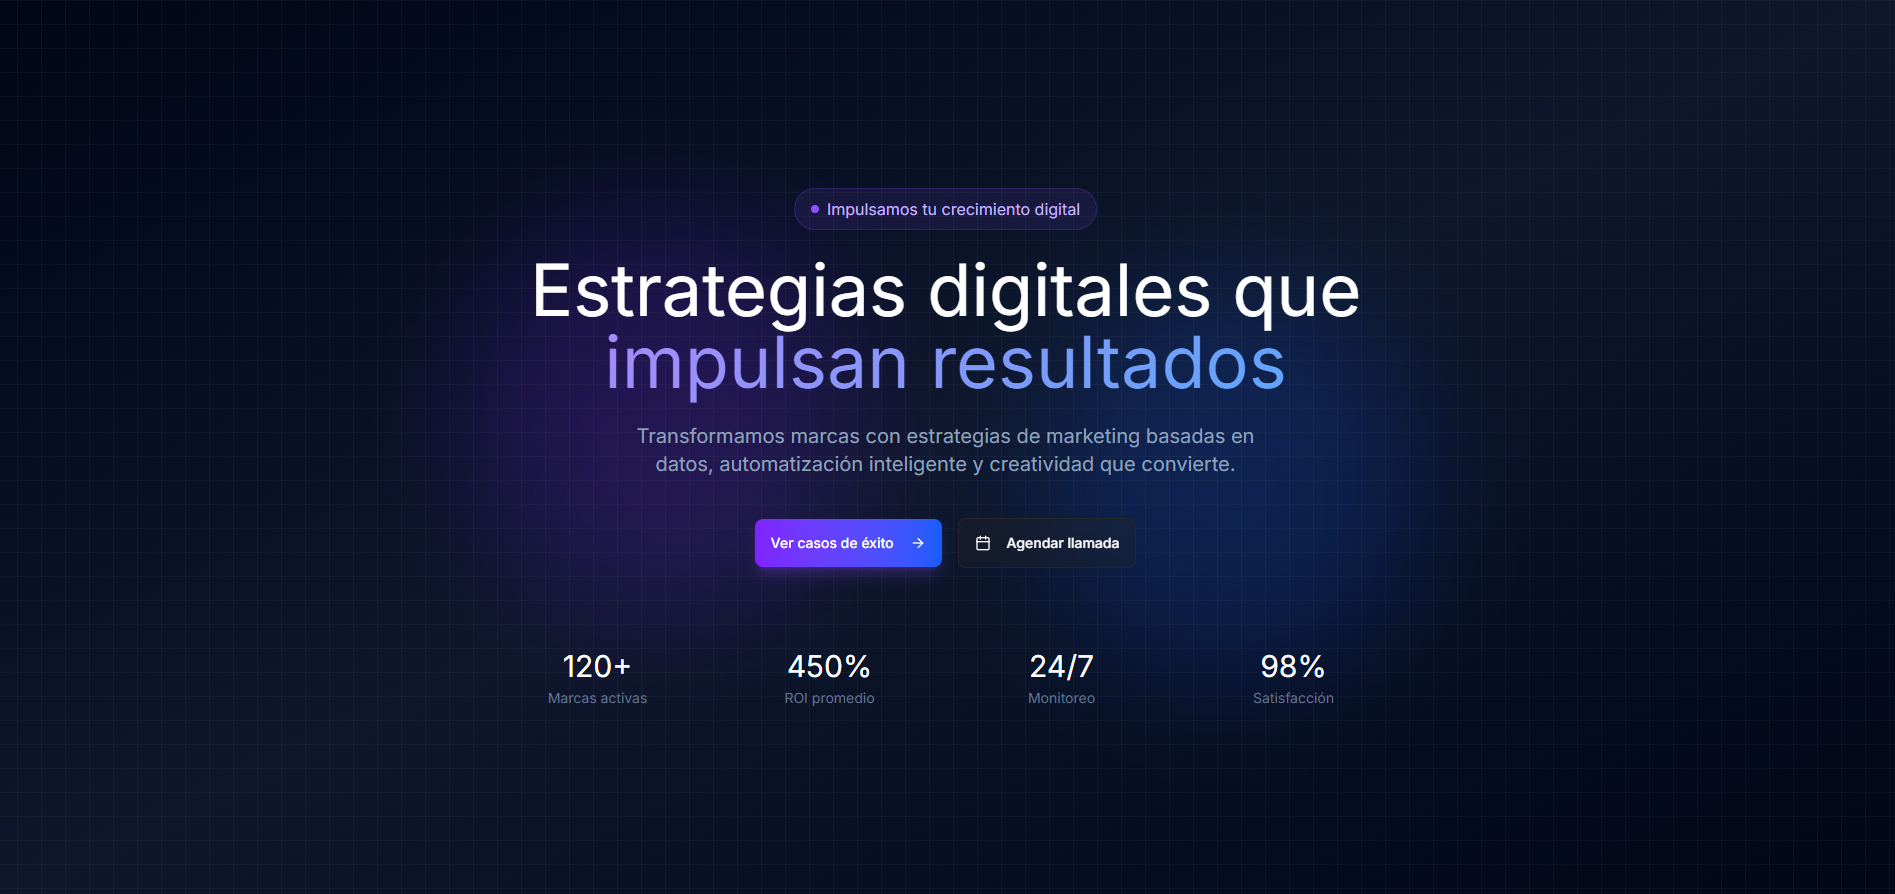 Impulsamos tu crecimiento digital
Estrategias digitales que
impulsan resultados
Transformamos marcas con estrategias de marketing basadas en
datos, automatización inteligente y creatividad que convierte.
Ver casos de éxito
Agendar llamada
120+
Marcas activas
450%
ROI promedio
24/7
Monitoreo
98%
Satisfacción